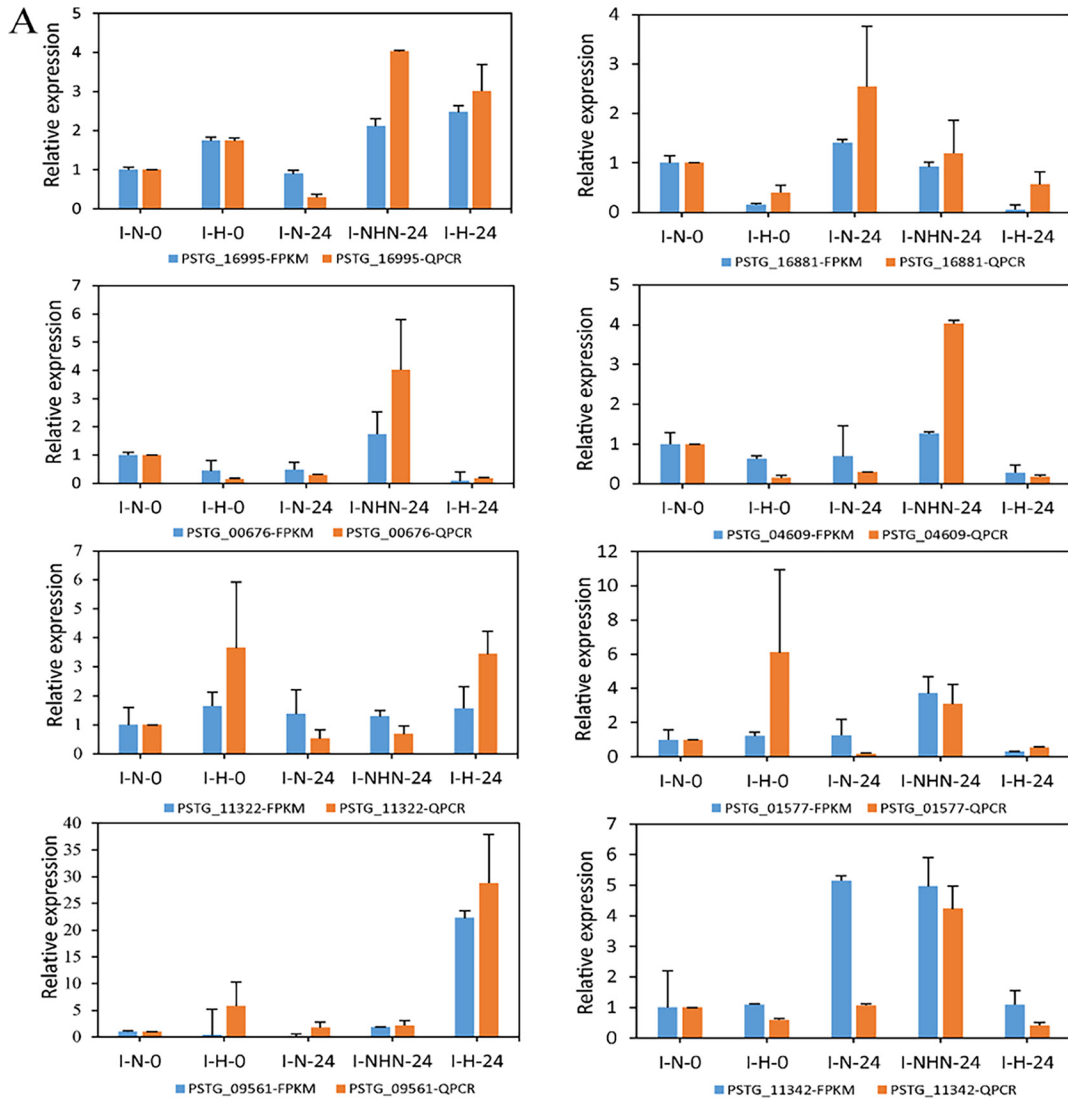 A
Relative expression
5
4
3
2
1
0
I-N-0 I-H-0 I-N-24 I-NHN-24 I-H-24
PSTG_16995-FPKM PSTG_16995-QPCR
Relative expression
4
3
2
1
0
I-N-0 I-H-0 I-N-24 I-NHN-24 I-H-24
PSTG_16881-FPKM PSTG_16881-QPCR
Relative expression
7
6
5
4
3
2
1
0
I-N-0 I-H-0 I-N-24 I-NHN-24 I-H-24
PSTG_00676-FPKM PSTG_00676-QPCR
Relative expression
5
4
3
2
1
0
I-N-0 I-H-0 I-N-24 I-NHN-24 I-H-24
PSTG_04609-FPKM PSTG_04609-QPCR
Relative expression
7
6
5
4
3
2
1
0
I-N-0 I-H-0 I-N-24 I-NHN-24 I-H-24
PSTG_11322-FPKM PSTG_11322-QPCR
Relative expression
12
10
8
6
4
2
0
I-N-0 I-H-0 I-N-24 I-NHN-24 I-H-24
PSTG_01577-FPKM PSTG_01577-QPCR
Relative expression
40
35
30
25
20
15
10
5
0
I-N-0 I-H-0 I-N-24 I-NHN-24 I-H-24
PSTG_09561-FPKM PSTG_09561-QPCR
Relative expression
7
6
5
4
3
2
1
0
I-N-0 I-H-0 I-N-24 I-NHN-24 I-H-24
PSTG_11342-FPKM PSTG_11342-QPCR